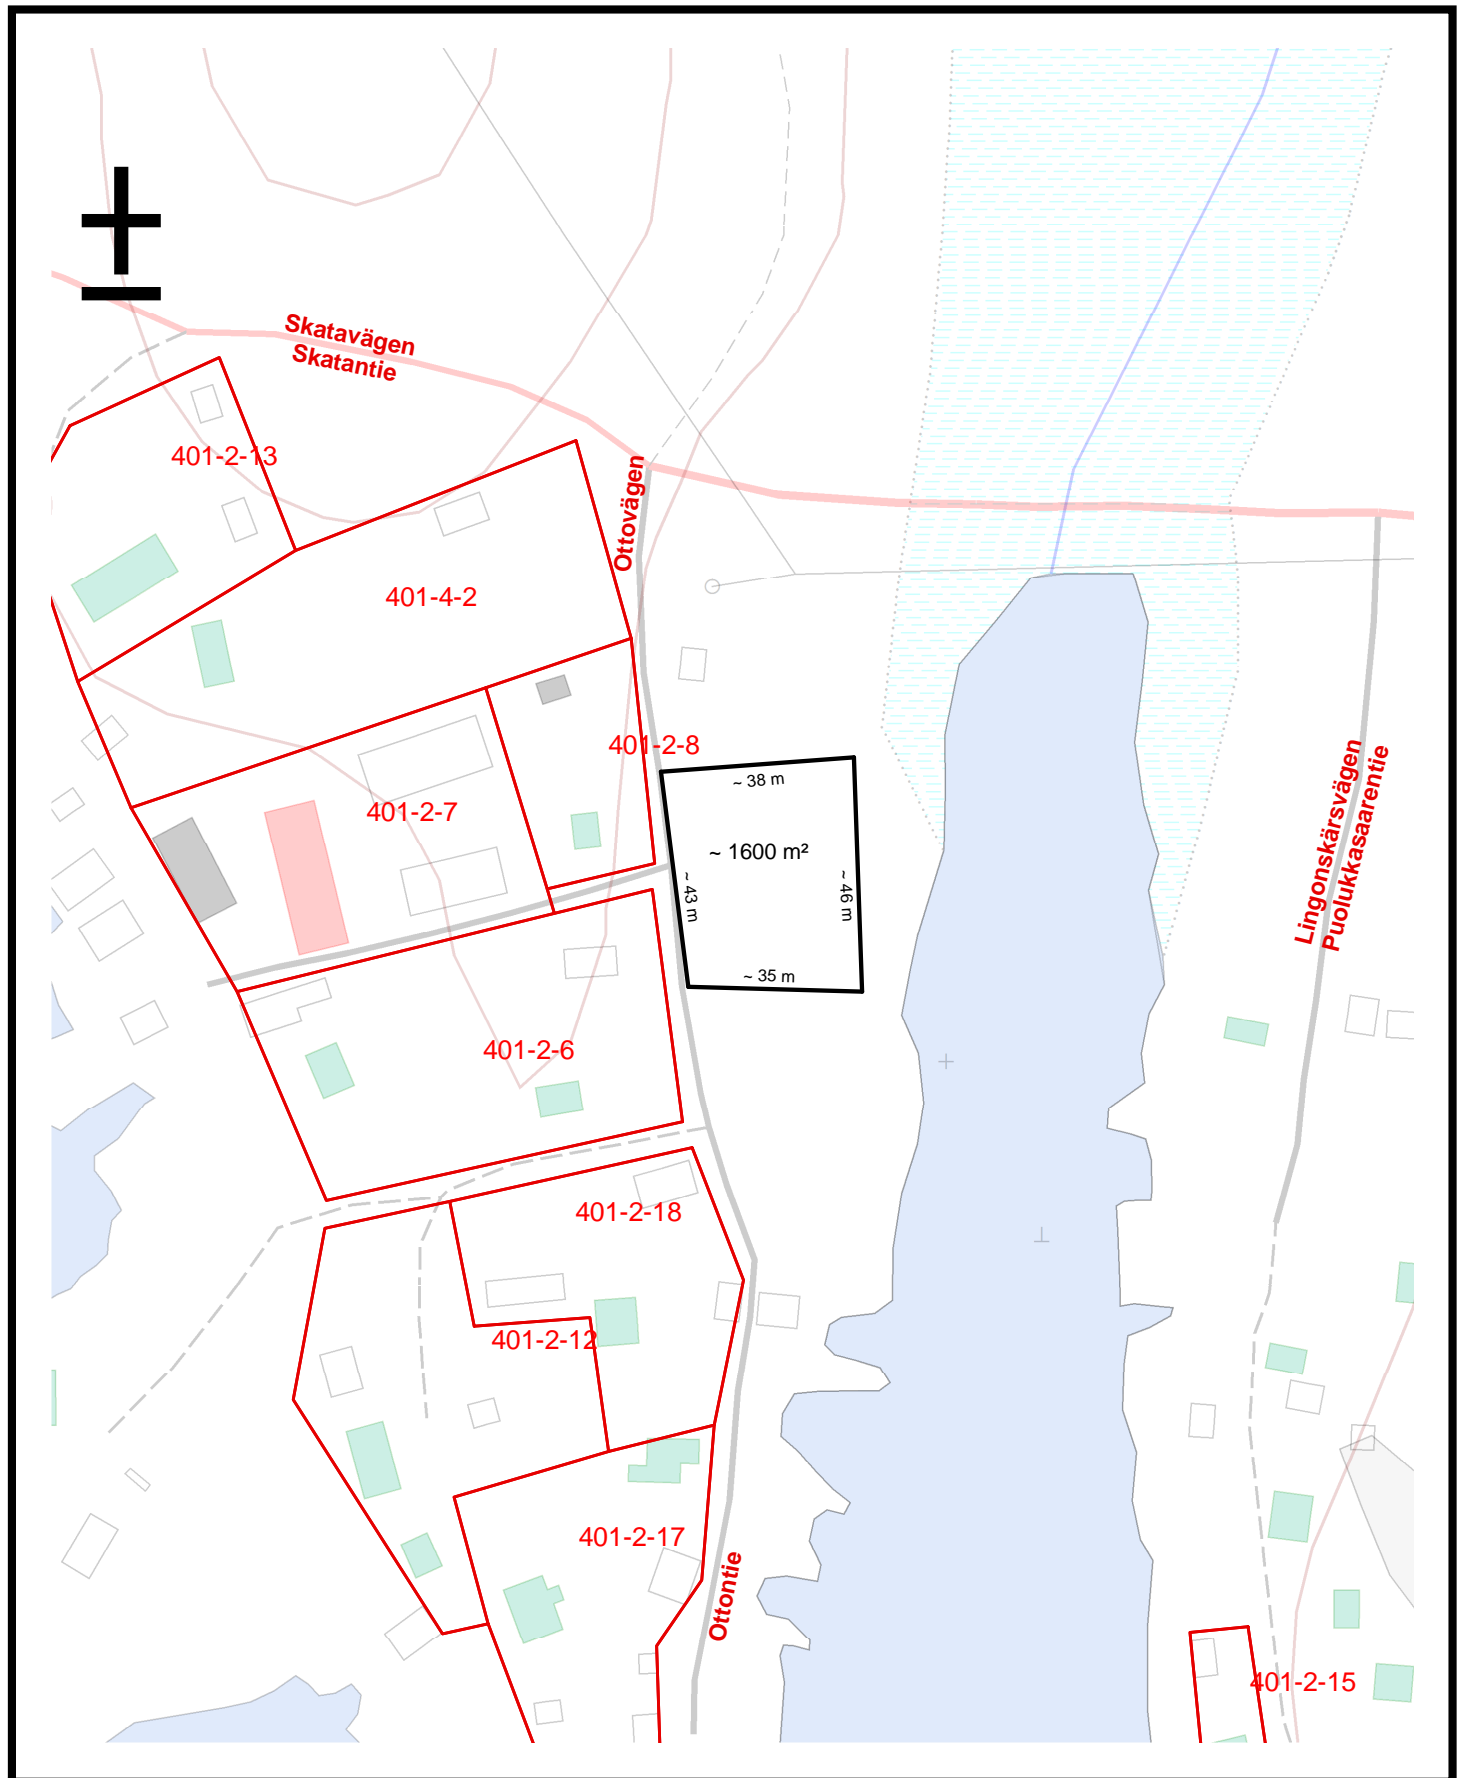 Skatavägen
Skatantie
401-2-13
Ottovägen
401-4-2
401-2-8
~ 38 m
401-2-7
~ 1600 m²
~ 43 m
~ 46 m
Lingonskärsvägen
Puolukkasaarentie
~ 35 m
401-2-6
401-2-18
401-2-12
401-2-17
Ottontie
401-2-15